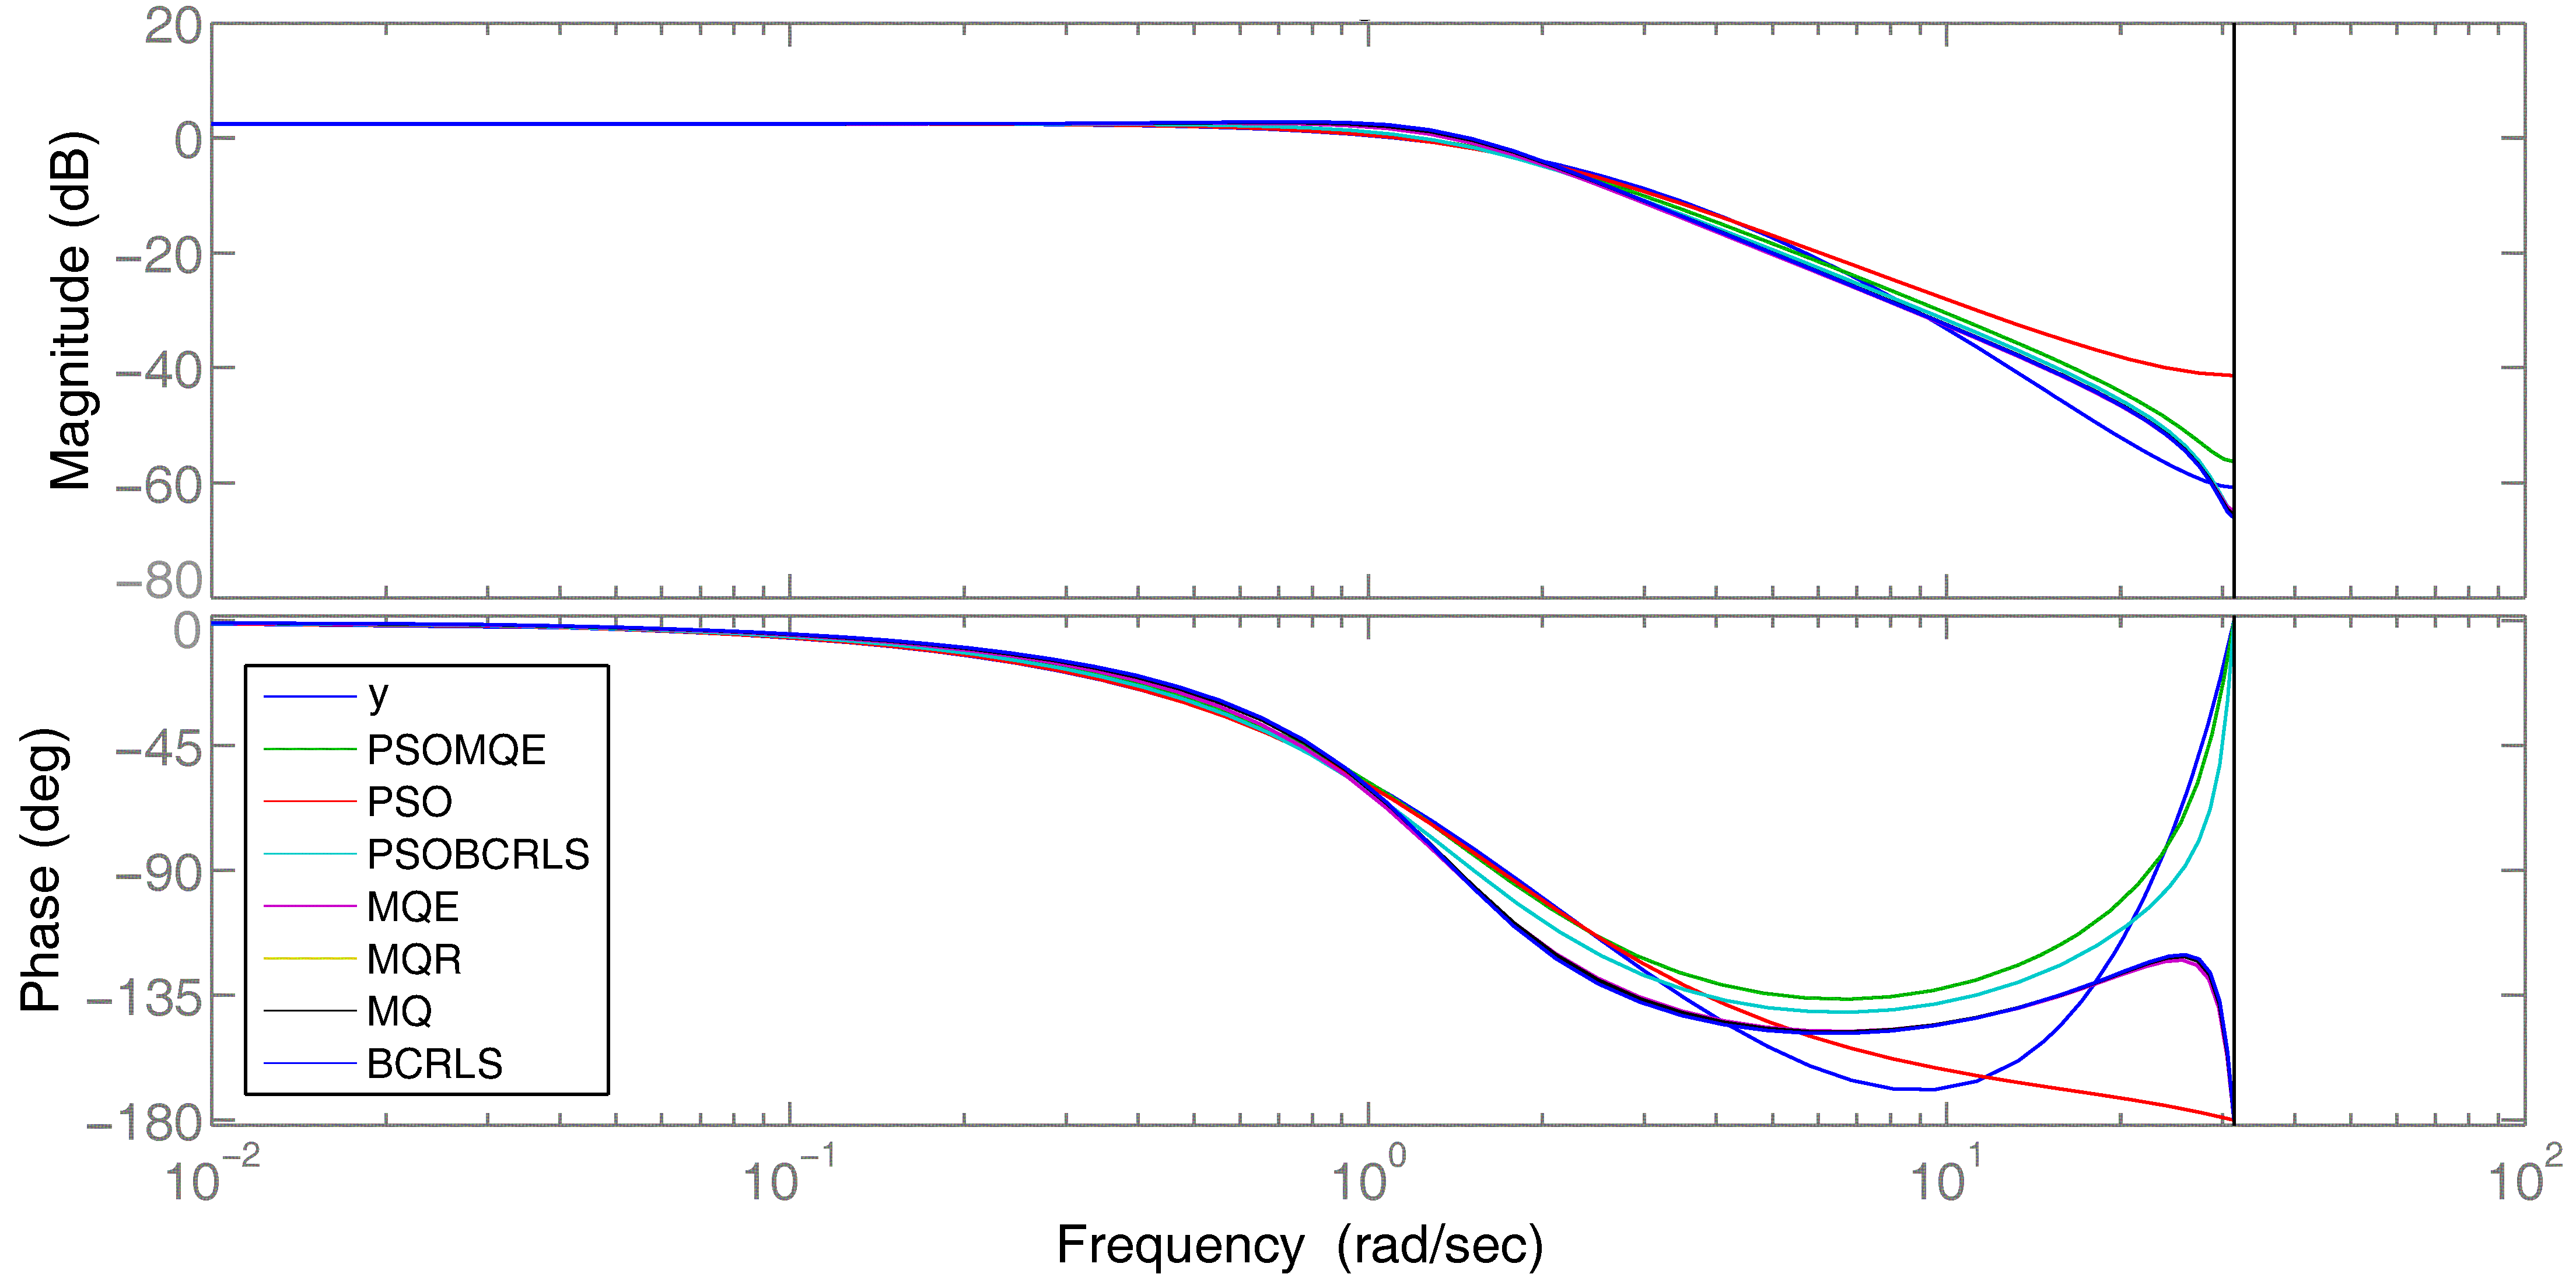 20
0
−20
−40
−60
−80
Magnitude (dB)
0
−45
−90
−135
−180
Phase (deg)
y
PSOMQE
PSO
PSOBCRLS
MQE
MQR
MQ
BCRLS
10⁻² 10⁻¹ 10⁰ 10¹ 10²
Frequency (rad/sec)